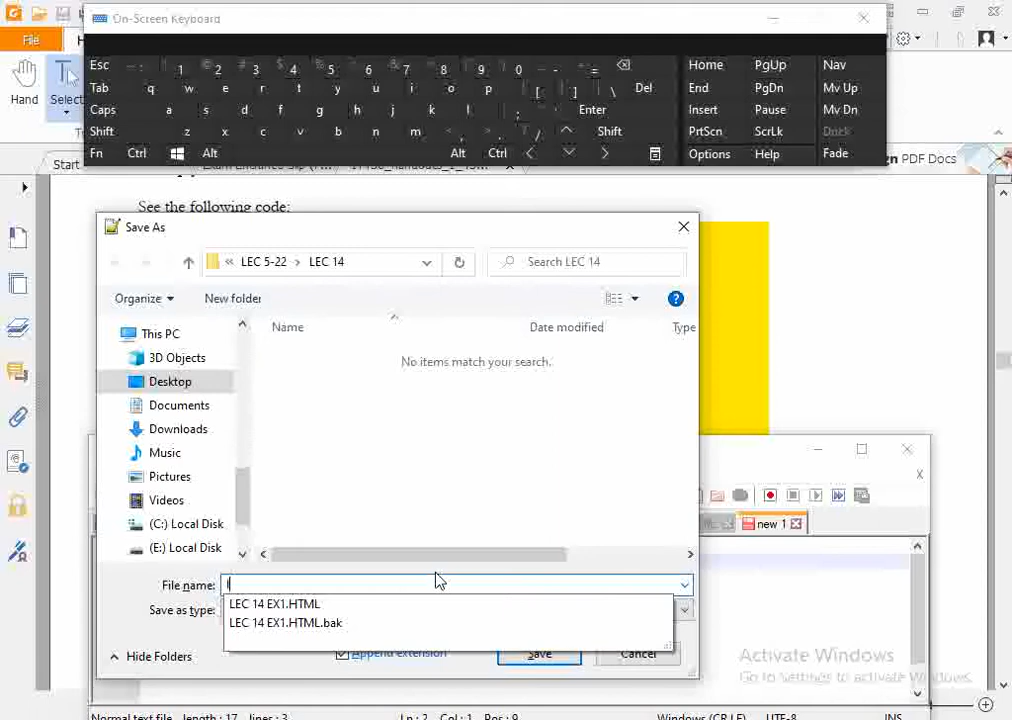 On-Screen Keyboard
File
Hand
Select
Esc 1 2 3 4 5 6 7 8 9 0 - = Home PgUp Nav
Tab q w e r t y u i o p [ ] \ Del End PgDn Mv Up
Caps a s d f g h j k l ; ' Enter Insert Pause Mv Dn
Shift z x c v b n m , . / Shift PrtScn ScrLk Dock
Fn Ctrl Alt Alt Ctrl Options Help Fade
Start
PDF Docs
See the following code:
Save As
« LEC 5-22 > LEC 14
Search LEC 14
Organize
New folder
Name Date modified Type
No items match your search.
This PC
3D Objects
Desktop
Documents
Downloads
Music
Pictures
Videos
(C:) Local Disk
(E:) Local Disk
new 1
File name: l
LEC 14 EX1.HTML
Save as type:
LEC 14 EX1.HTML.bak
Hide Folders
Append extension
Save
Cancel
Activate Windows
Go to Settings to activate Windows.
Normal text file length : 17 lines : 3 Ln : 2 Col : 1 Pos : 9 Windows (CR LF) UTF-8 INS